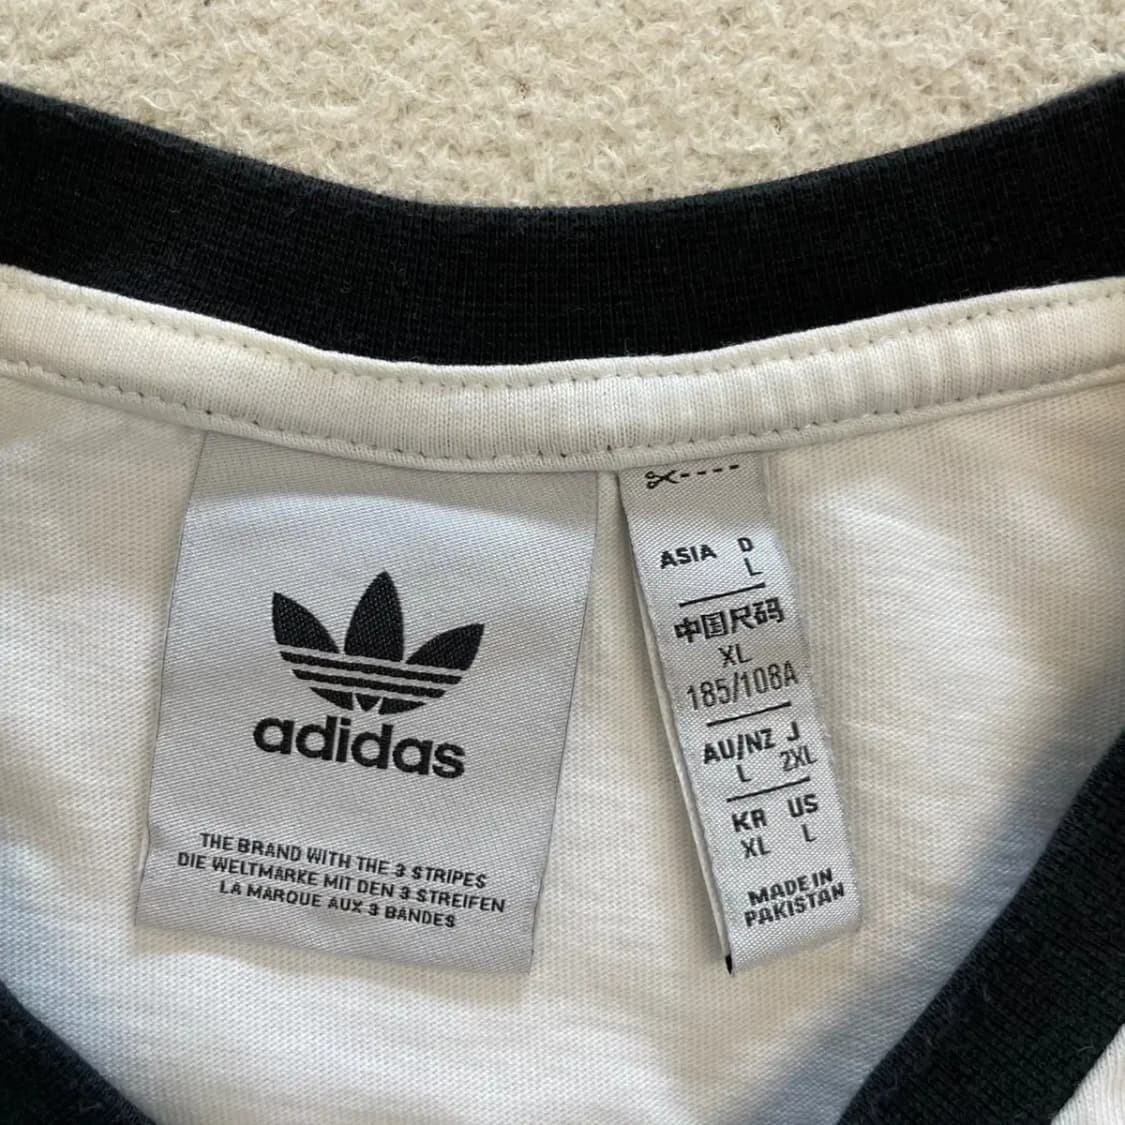 adidas
THE BRAND WITH THE 3 STRIPES
DIE WELTMARKE MIT DEN 3 STREIFEN
LA MARQUE AUX 3 BANDES
ASIA D
L
中国尺码
XL
185/108A
AU/NZ J
L 2XL
KR US
XL L
MADE IN
PAKISTAN